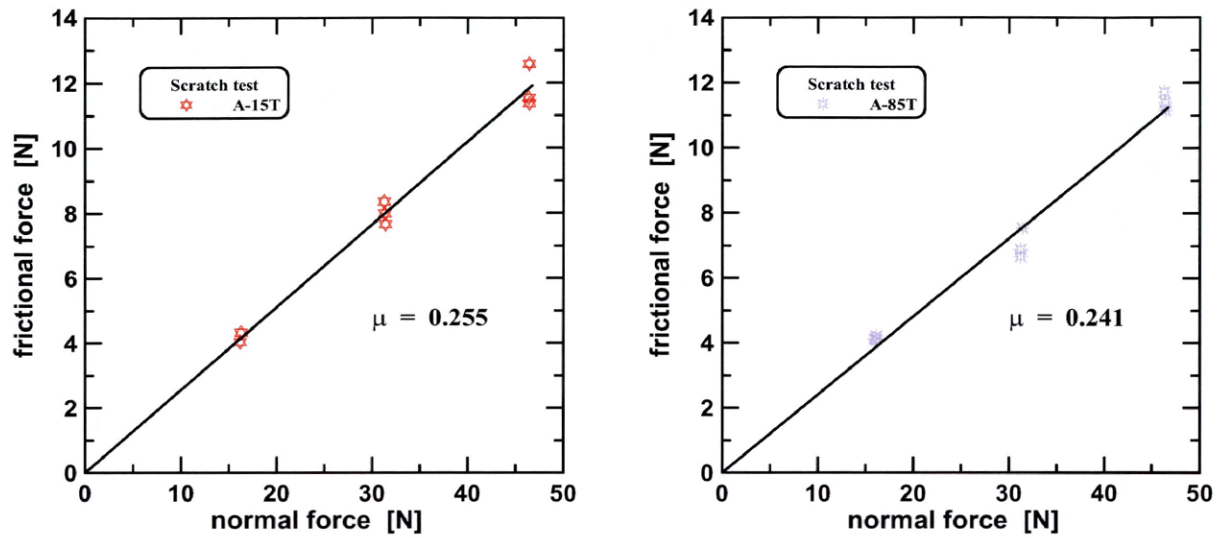 14
12
10
8
6
4
2
0
frictional force [N]
Scratch test
A-15T
μ = 0.255
0 10 20 30 40 50
normal force [N]
14
12
10
8
6
4
2
0
frictional force [N]
Scratch test
A-85T
μ = 0.241
0 10 20 30 40 50
normal force [N]